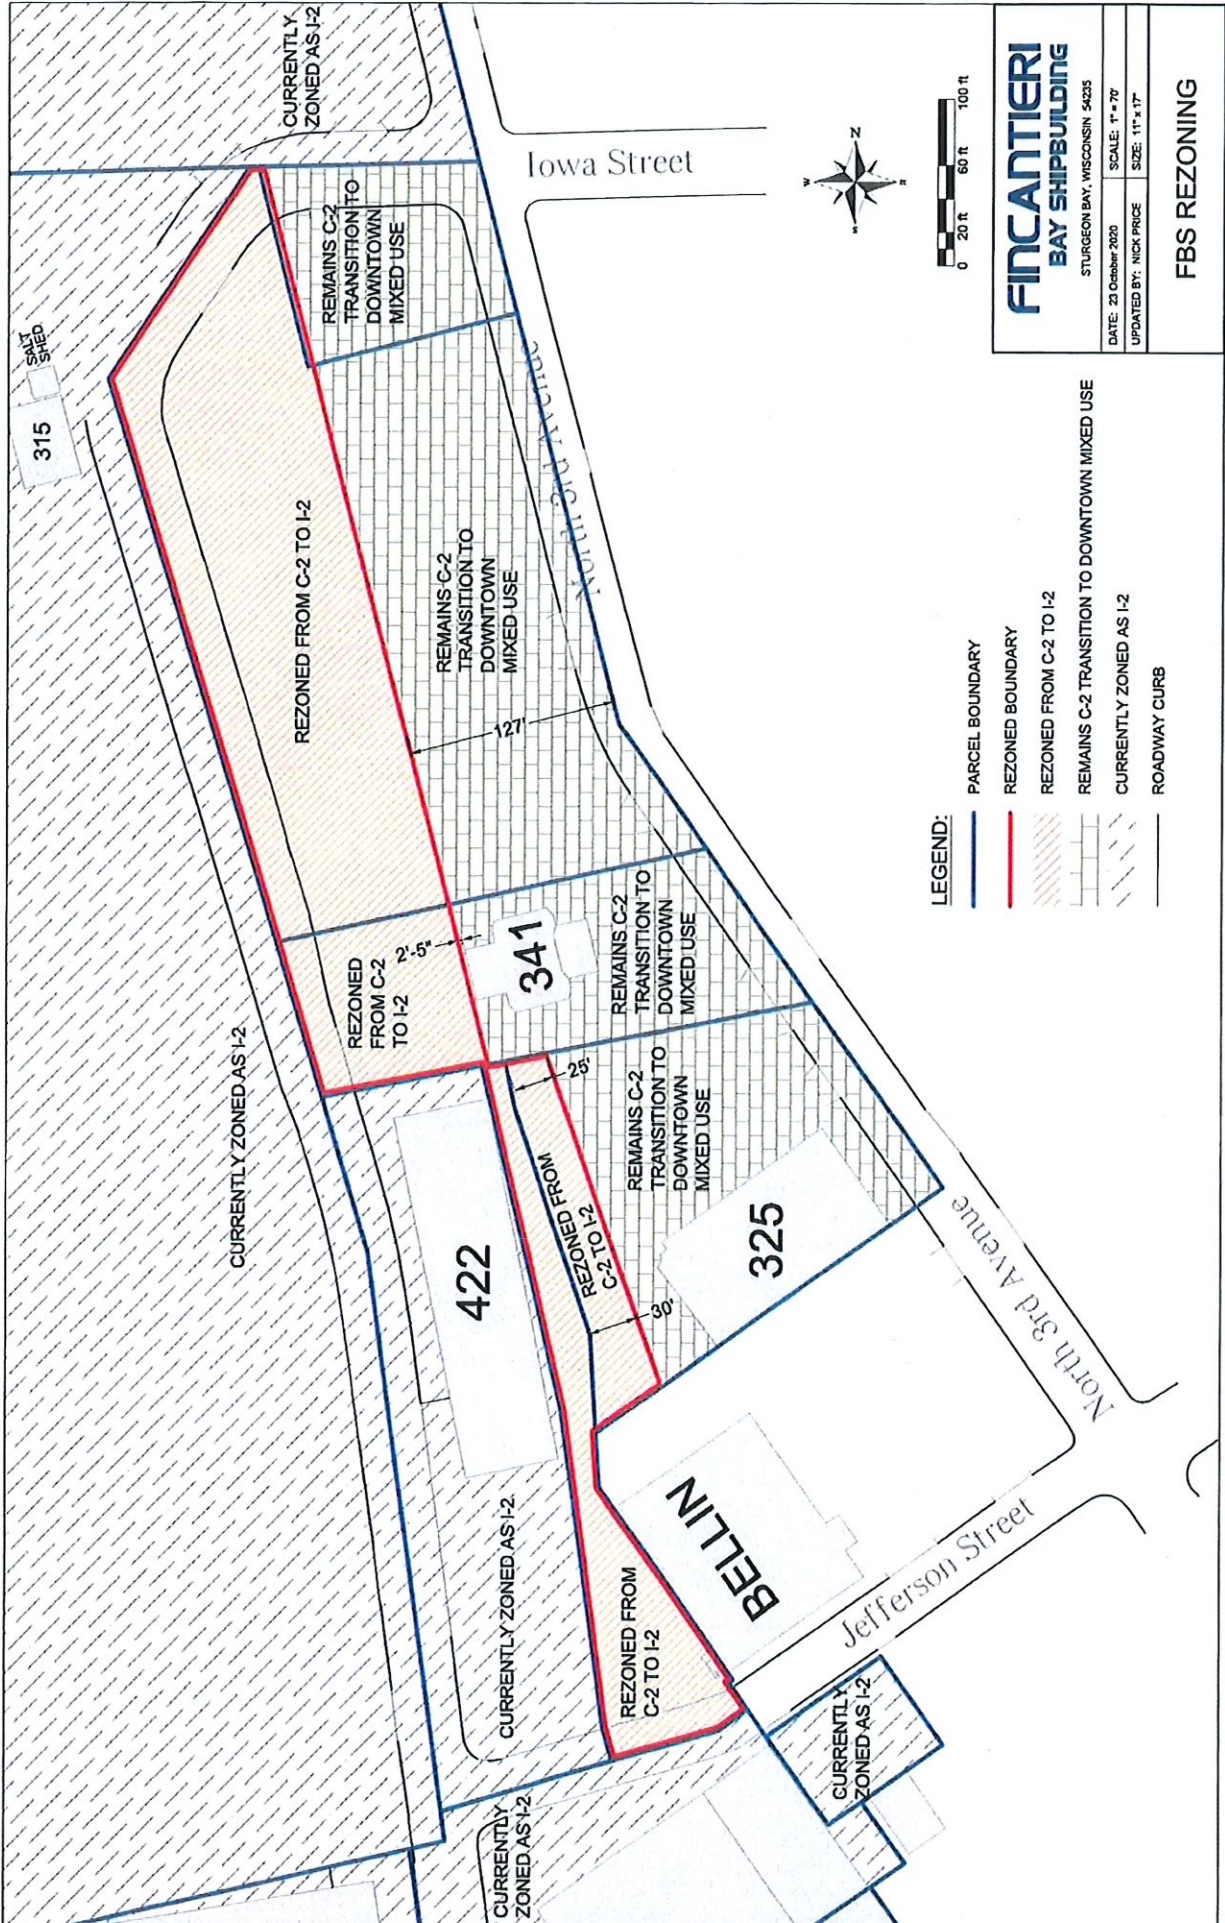 CURRENTLY
ZONED AS I-2
SALT
SHED
315
REMAINS C-2
TRANSITION TO
DOWNTOWN
MIXED USE
Iowa Street
REZONED FROM C-2 TO I-2
REMAINS C-2
TRANSITION TO
DOWNTOWN
MIXED USE
North 3rd Avenue
127'
REZONED
FROM C-2
TO I-2
2'-5"
341
REMAINS C-2
TRANSITION TO
DOWNTOWN
MIXED USE
CURRENTLY ZONED AS I-2
422
25'
REZONED FROM
C-2 TO I-2
30'
REMAINS C-2
TRANSITION TO
DOWNTOWN
MIXED USE
325
North 3rd Avenue
BELLIN
Jefferson Street
CURRENTLY ZONED AS I-2
REZONED FROM
C-2 TO I-2
CURRENTLY
ZONED AS I-2
CURRENTLY
ZONED AS I-2
LEGEND:
PARCEL BOUNDARY
REZONED BOUNDARY
REZONED FROM C-2 TO I-2
REMAINS C-2 TRANSITION TO DOWNTOWN MIXED USE
CURRENTLY ZONED AS I-2
ROADWAY CURB
N
E
S
W
0 20 ft 60 ft 100 ft
FINCANTIERI
BAY SHIPBUILDING
STURGEON BAY, WISCONSIN 54235
DATE: 23 October 2020 SCALE: 1" = 70'
UPDATED BY: NICK PRICE SIZE: 11" x 17"
FBS REZONING